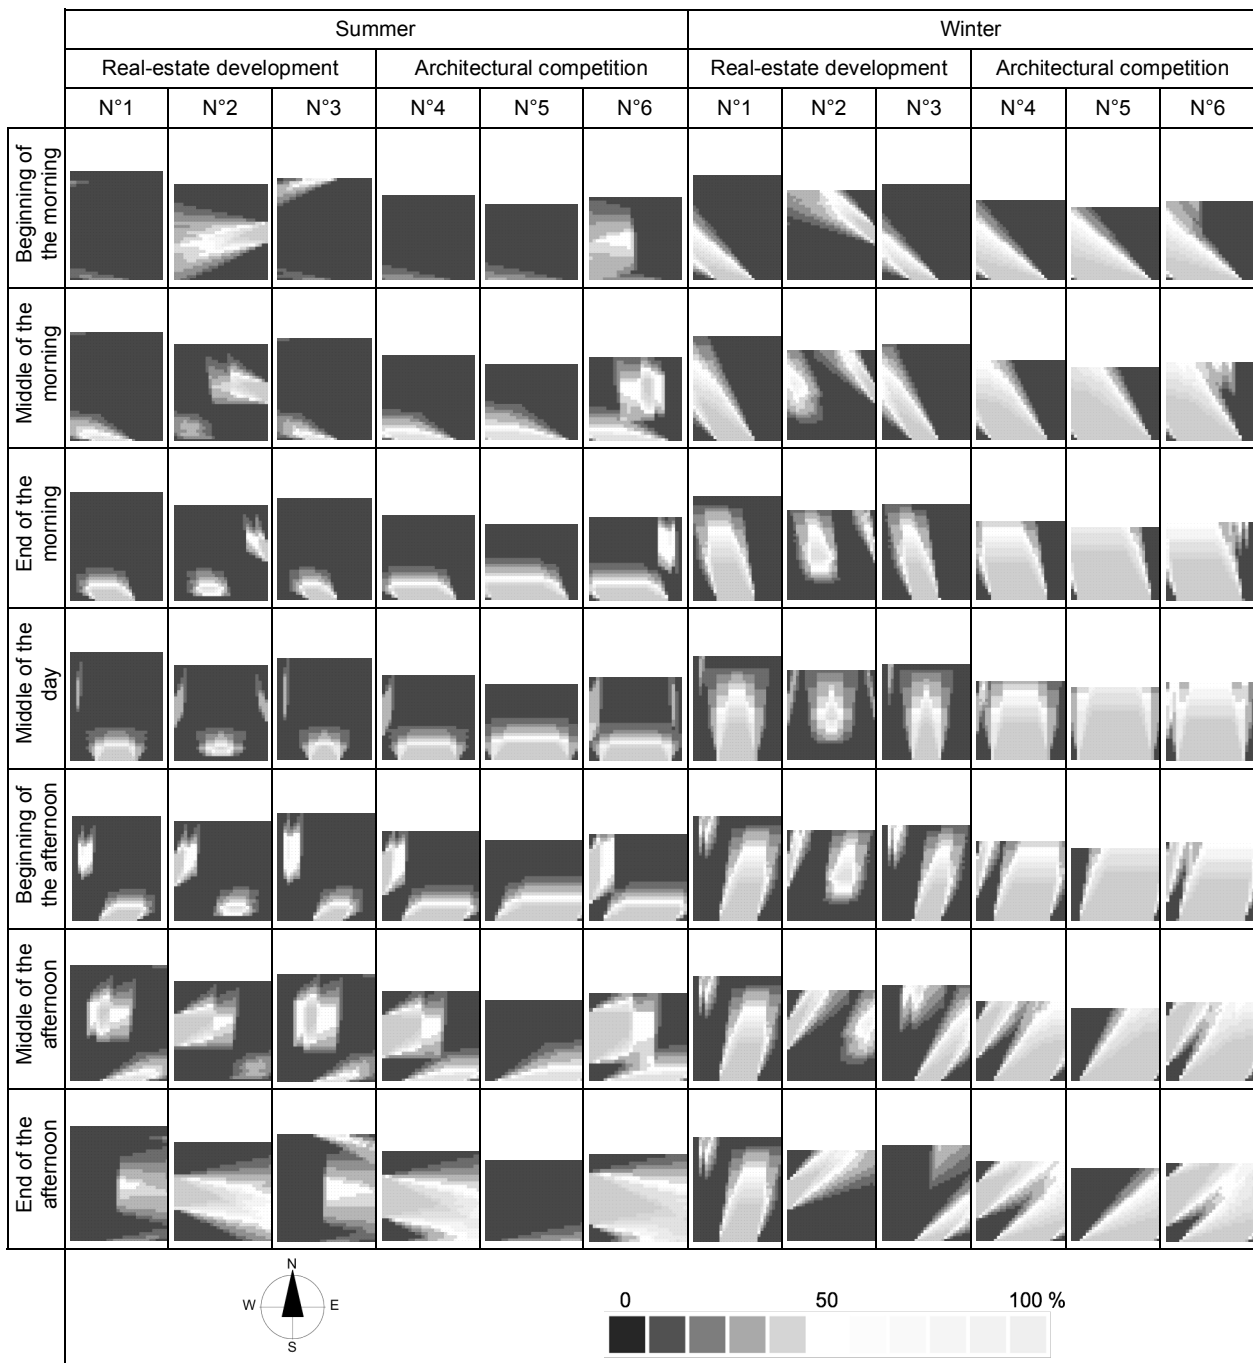 Summer Winter
Real-estate development Architectural competition Real-estate development Architectural competition
N°1 N°2 N°3 N°4 N°5 N°6 N°1 N°2 N°3 N°4 N°5 N°6
Beginning of
the morning
Middle of the
morning
End of the
morning
Middle of the
day
Beginning of
the afternoon
Middle of the
afternoon
End of the
afternoon
N
W E
S
0 50 100 %